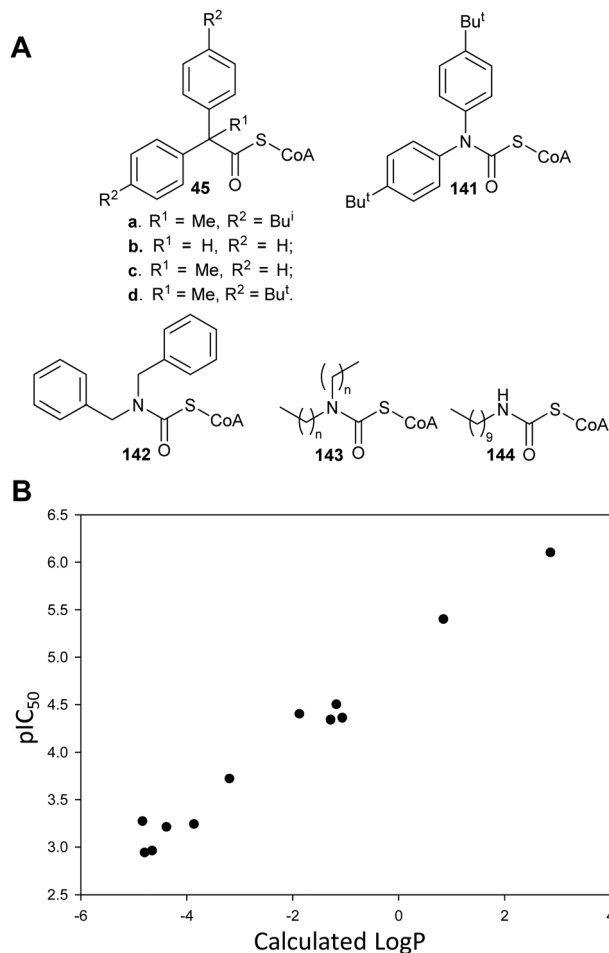 A
R²
R¹
S
CoA
O
R²
45
a. R¹ = Me, R² = Buⁱ
b. R¹ = H, R² = H;
c. R¹ = Me, R² = H;
d. R¹ = Me, R² = Buᵗ.
Buᵗ
N
S
CoA
O
Buᵗ
141
N
S
CoA
O
142
( )n
N
( )n
S
CoA
O
143
H
N
( )9
S
CoA
O
144
B
6.5
6.0
5.5
5.0
4.5
4.0
3.5
3.0
2.5
pIC₅₀
-6 -4 -2 0 2 4
Calculated LogP